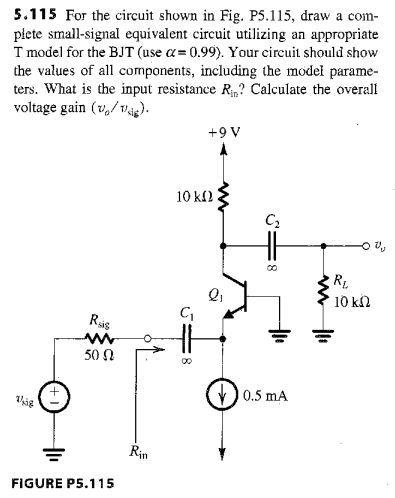 5.115 For the circuit shown in Fig. P5.115, draw a com-
plete small-signal equivalent circuit utilizing an appropriate
T model for the BJT (use α = 0.99). Your circuit should show
the values of all components, including the model parame-
ters. What is the input resistance Rin? Calculate the overall
voltage gain (vo/vsig).
+9 V
10 kΩ
C2
∞
vo
RL
10 kΩ
Q1
C1
∞
Rsig
50 Ω
vsig
+
−
0.5 mA
Rin
FIGURE P5.115